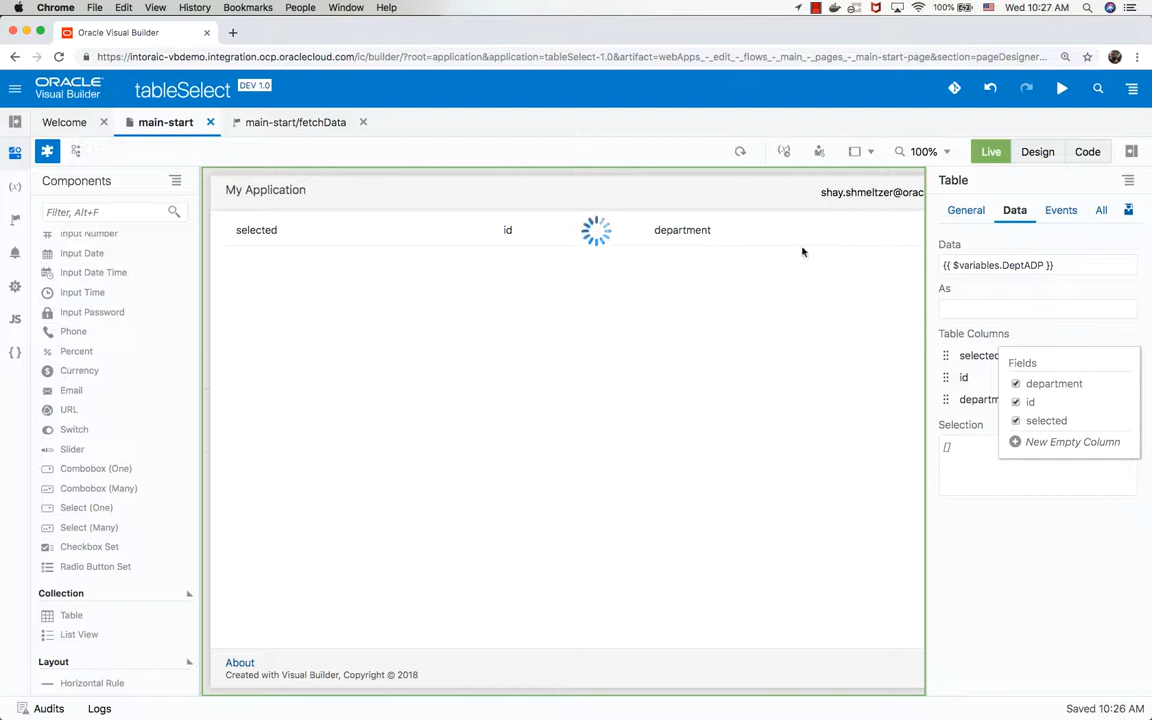 Chrome File Edit View History Bookmarks People Window Help 100% Wed 10:27 AM
Oracle Visual Builder
https://intoraic-vbdemo.integration.ocp.oraclecloud.com/ic/builder/?root=application&application=tableSelect-1.0&artifact=webApps_-_edit_-_flows_-_main_-_pages_-_main-start-page&section=pageDesigner...
ORACLE
Visual Builder
tableSelect DEV 1.0
Welcome main-start main-start/fetchData
100% Live Design Code
Components
Filter, Alt+F
Input Number
Input Date
Input Date Time
Input Time
Input Password
Phone
Percent
Currency
Email
URL
Switch
Slider
Combobox (One)
Combobox (Many)
Select (One)
Select (Many)
Checkbox Set
Radio Button Set
Collection
Table
List View
Layout
Horizontal Rule
My Application
shay.shmeltzer@orac
selected id department
About
Created with Visual Builder, Copyright © 2018
Table
General Data Events All
Data
{{ $variables.DeptADP }}
As
Table Columns
selected
id
departm
Selection
[]
Fields
department
id
selected
New Empty Column
Audits Logs
Saved 10:26 AM